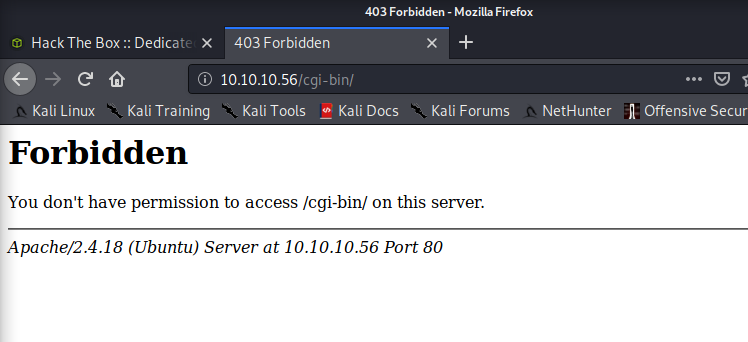 403 Forbidden - Mozilla Firefox
Hack The Box :: Dedicate
403 Forbidden
10.10.10.56/cgi-bin/
Kali Linux Kali Training Kali Tools Kali Docs Kali Forums NetHunter Offensive Secur
Forbidden
You don't have permission to access /cgi-bin/ on this server.
Apache/2.4.18 (Ubuntu) Server at 10.10.10.56 Port 80